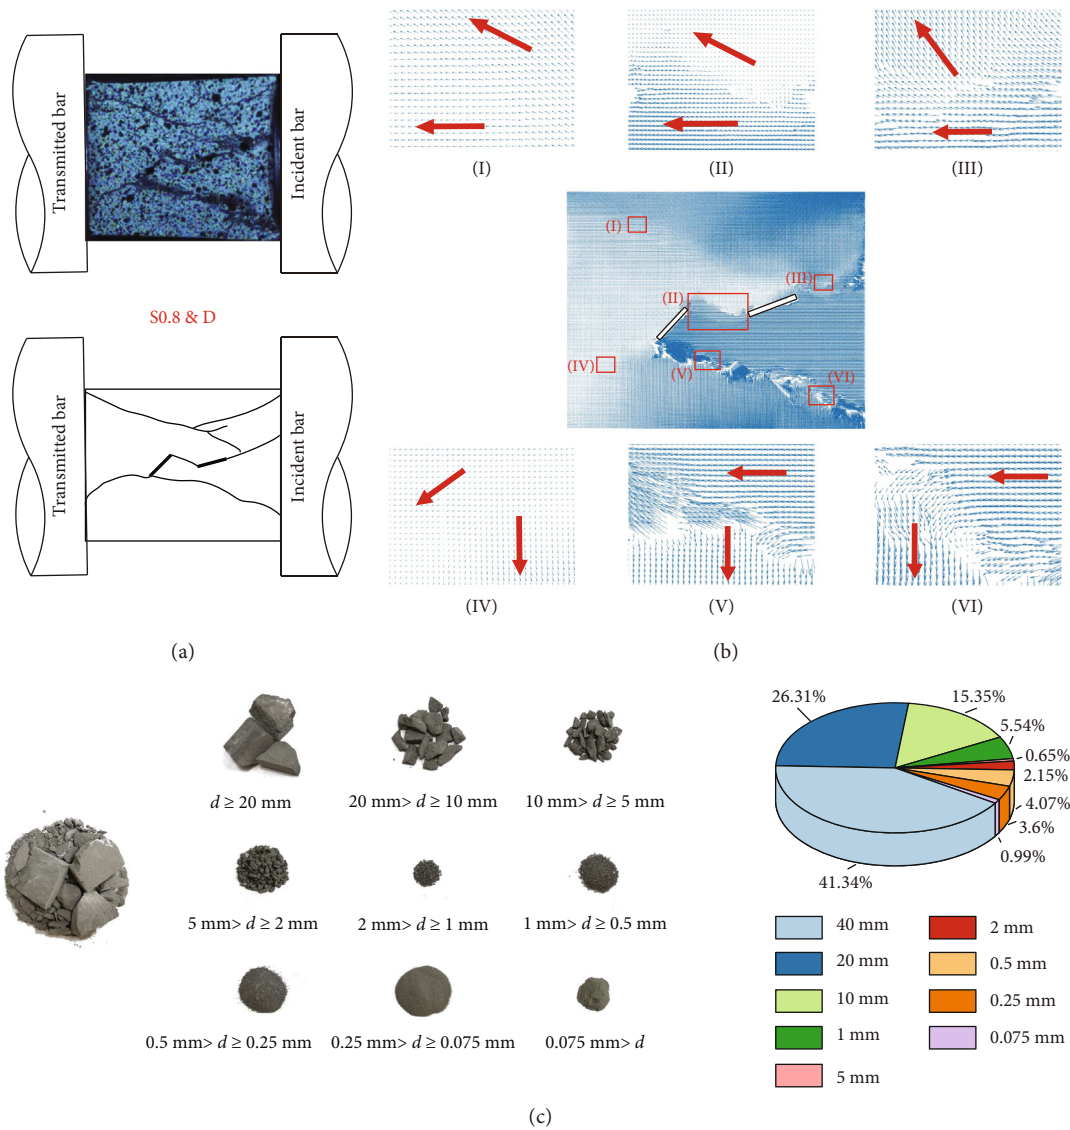 Transmitted bar
Incident bar
S0.8 & D
Transmitted bar
Incident bar
(a)
(I)
(II)
(III)
(I)
(II)
(III)
(IV)
(V)
(VI)
(IV)
(V)
(VI)
(b)
d ≥ 20 mm
20 mm> d ≥ 10 mm
10 mm> d ≥ 5 mm
5 mm> d ≥ 2 mm
2 mm> d ≥ 1 mm
1 mm> d ≥ 0.5 mm
0.5 mm> d ≥ 0.25 mm
0.25 mm> d ≥ 0.075 mm
0.075 mm> d
26.31%
15.35%
5.54%
0.65%
2.15%
4.07%
3.6%
0.99%
41.34%
40 mm
20 mm
10 mm
1 mm
5 mm
2 mm
0.5 mm
0.25 mm
0.075 mm
(c)